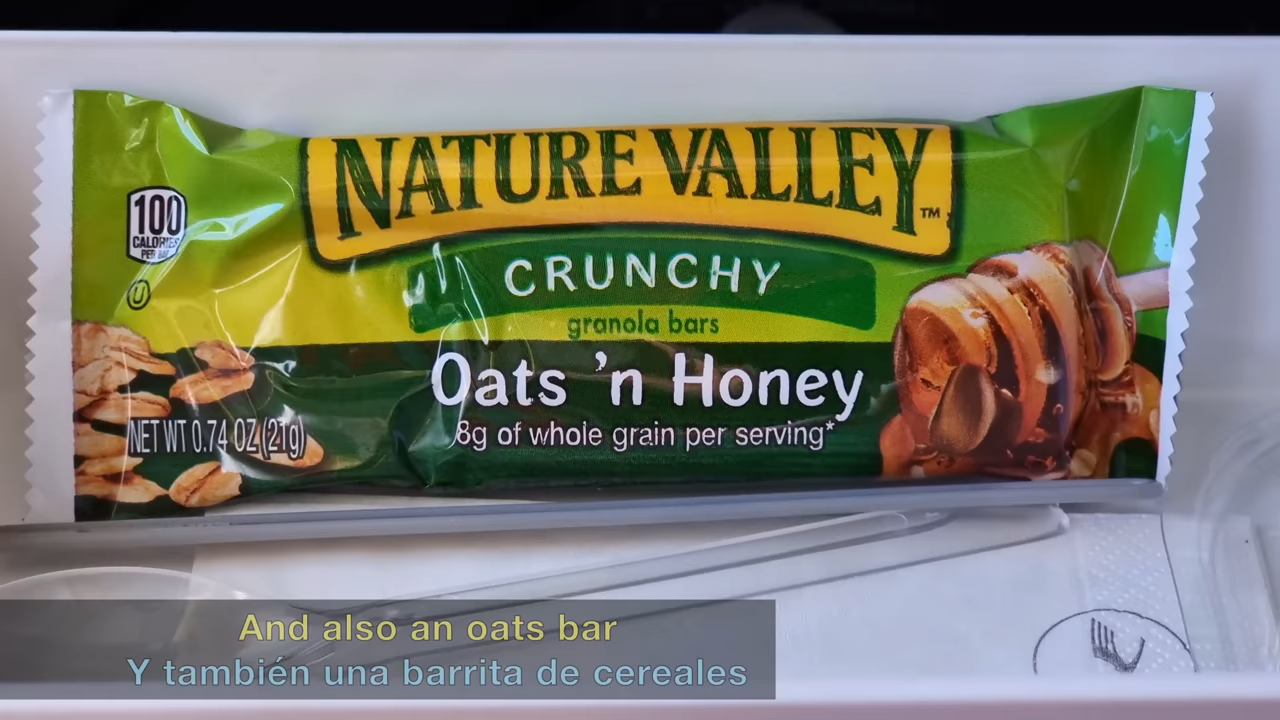 NATURE VALLEY™
100
CALORIES
PER BAR
U
CRUNCHY
granola bars
Oats 'n Honey
8g of whole grain per serving*
NET WT 0.74 OZ (21g)
And also an oats bar
Y también una barrita de cereales